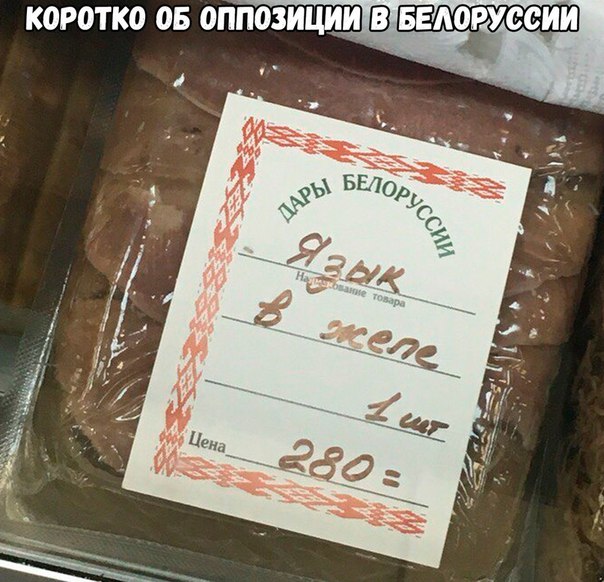 КОРОТКО ОБ ОППОЗИЦИИ В БЕЛОРУССИИ
ДАРЫ БЕЛОРУССИИ
Язык
Наименование товара
в желе
1 шт
Цена 280=